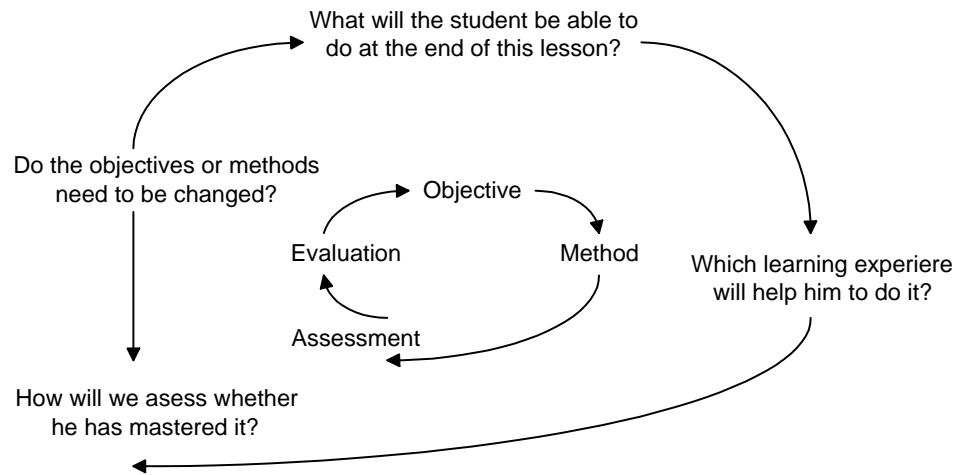 What will the student be able to
do at the end of this lesson?
Do the objectives or methods
need to be changed?
Objective
Evaluation
Method
Which learning experiere
will help him to do it?
Assessment
How will we asess whether
he has mastered it?